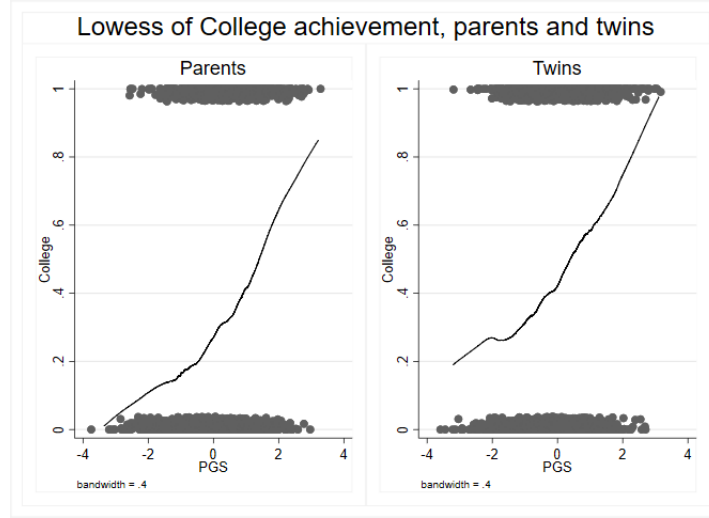 Lowess of College achievement, parents and twins
Parents
College
0
.2
.4
.6
.8
1
-4
-2
0
2
4
PGS
bandwidth = .4
Twins
College
0
.2
.4
.6
.8
1
-4
-2
0
2
4
PGS
bandwidth = .4